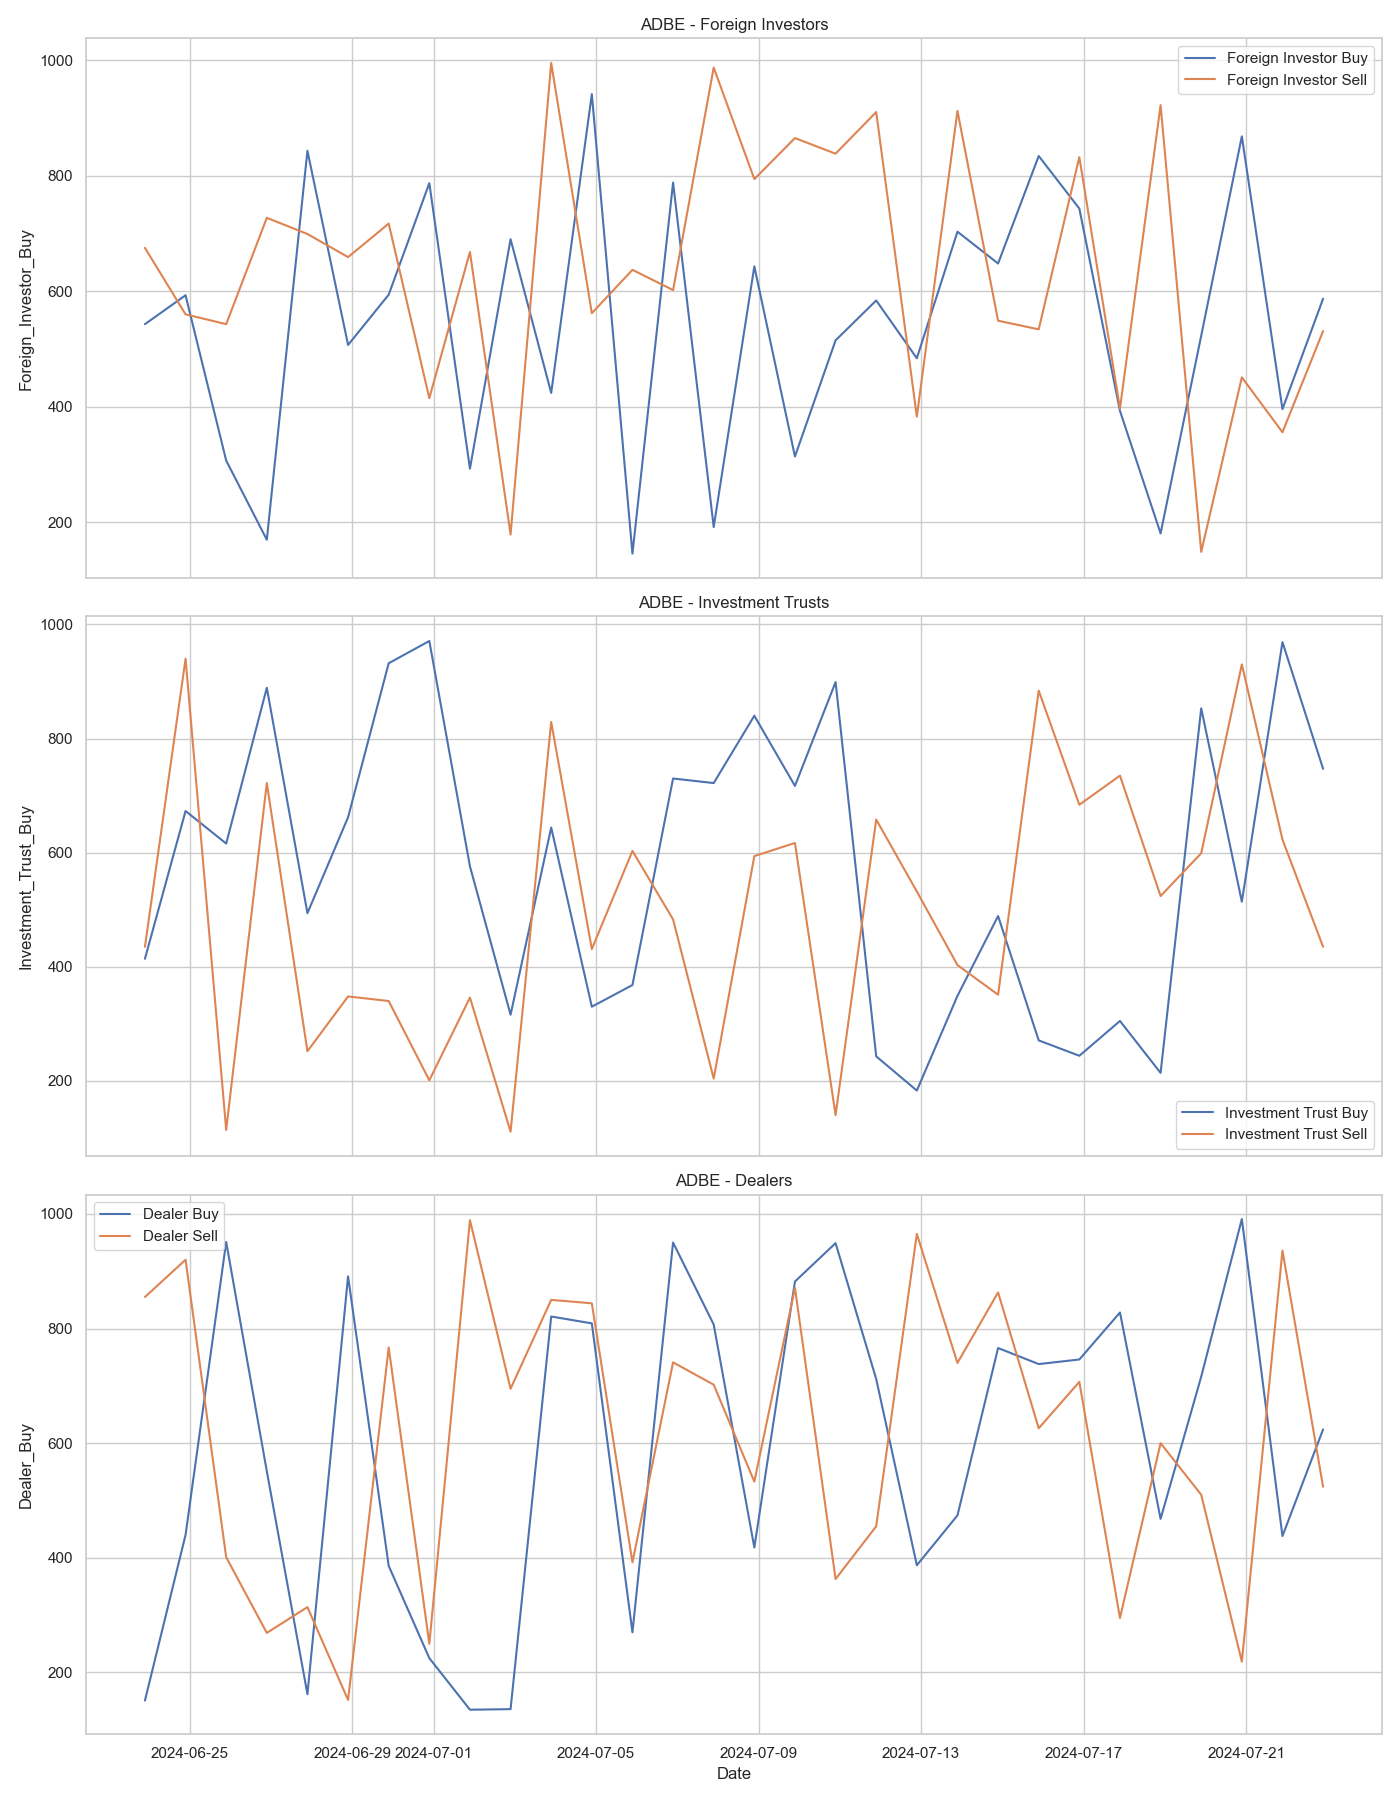 ADBE - Foreign Investors
Foreign_Investor_Buy
1000
800
600
400
200
Foreign Investor Buy
Foreign Investor Sell
ADBE - Investment Trusts
Investment_Trust_Buy
1000
800
600
400
200
Investment Trust Buy
Investment Trust Sell
ADBE - Dealers
Dealer_Buy
1000
800
600
400
200
Dealer Buy
Dealer Sell
2024-06-25 2024-06-29 2024-07-01 2024-07-05 2024-07-09 2024-07-13 2024-07-17 2024-07-21
Date